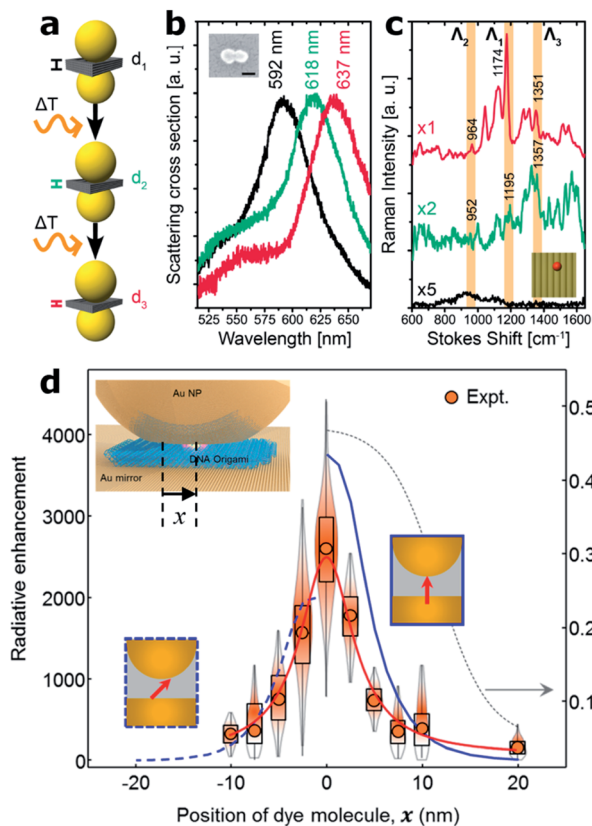 a
d₁
ΔT
d₂
ΔT
d₃
b
592 nm
618 nm
637 nm
Scattering cross section [a. u.]
525 550 575 600 625 650
Wavelength [nm]
c
Λ₂ Λ₁ Λ₃
1174
964
1351
x1
1357
1195
952
x2
x5
Raman Intensity [a. u.]
600 800 1000 1200 1400 1600
Stokes Shift [cm⁻¹]
d
Au NP
DNA Origami
Au mirror
x
Expt.
Radiative enhancement
4000
3000
2000
1000
0
0.5
0.4
0.3
0.2
0.1
-20 -10 0 10 20
Position of dye molecule, x (nm)